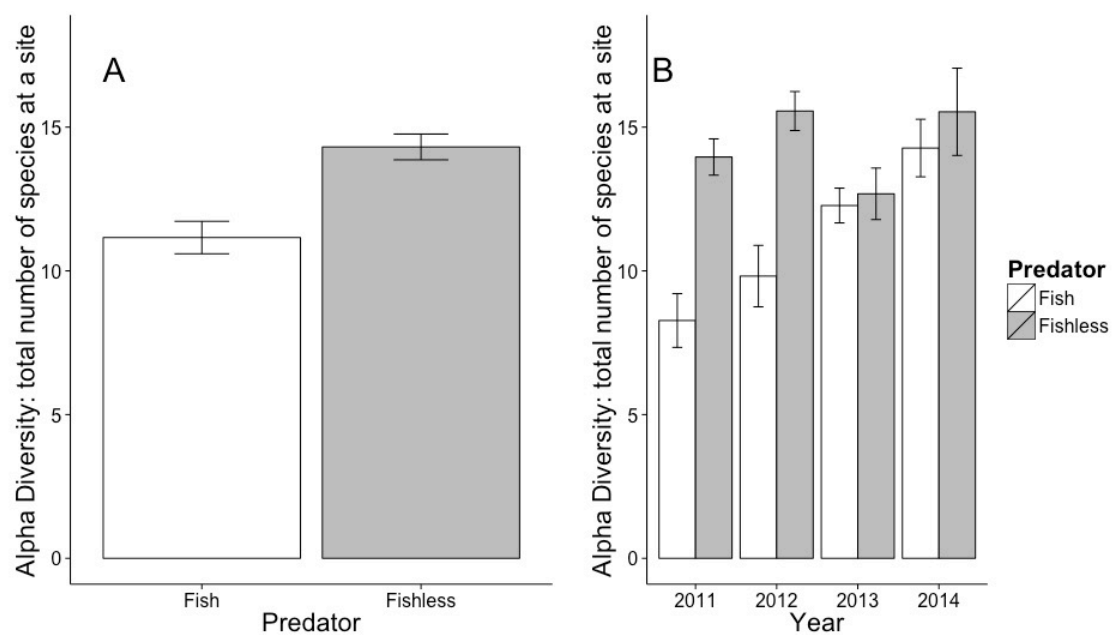 A
Alpha Diversity: total number of species at a site
15
10
5
0
Fish
Fishless
Predator
B
Alpha Diversity: total number of species at a site
15
10
5
0
2011
2012
2013
2014
Year
Predator
Fish
Fishless